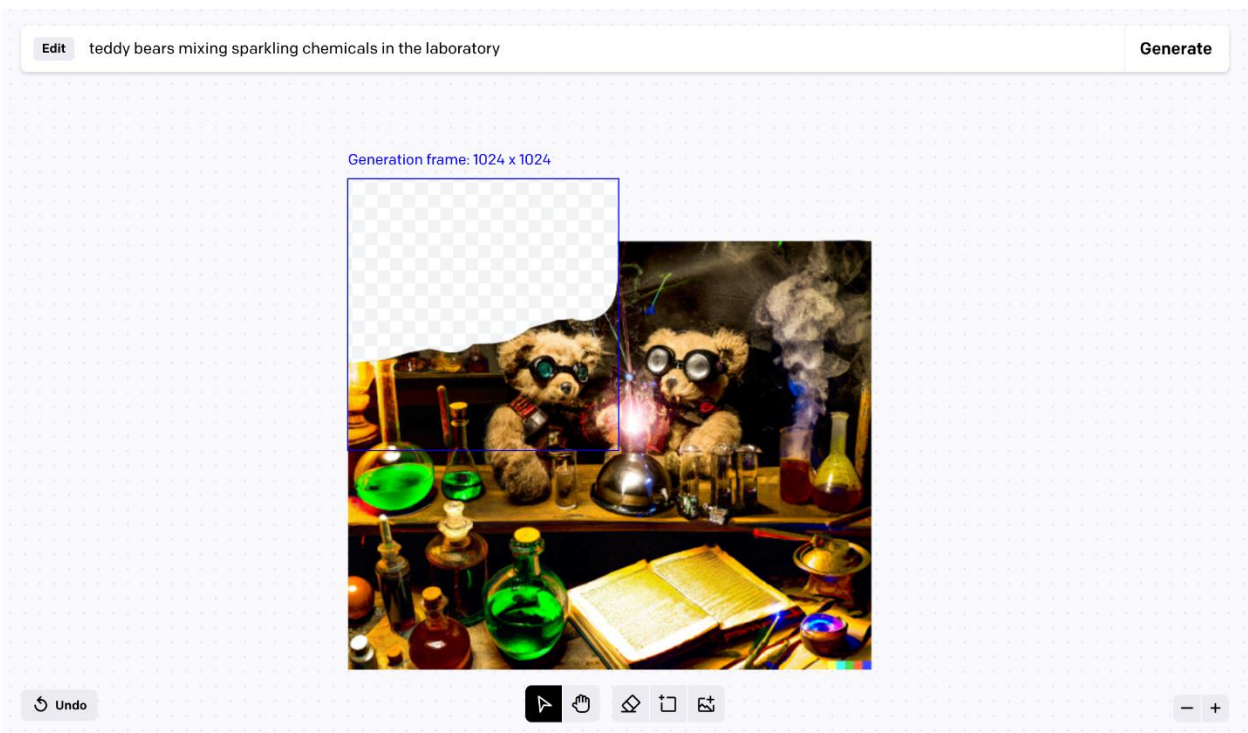 Edit teddy bears mixing sparkling chemicals in the laboratory Generate
Generation frame: 1024 x 1024
Undo